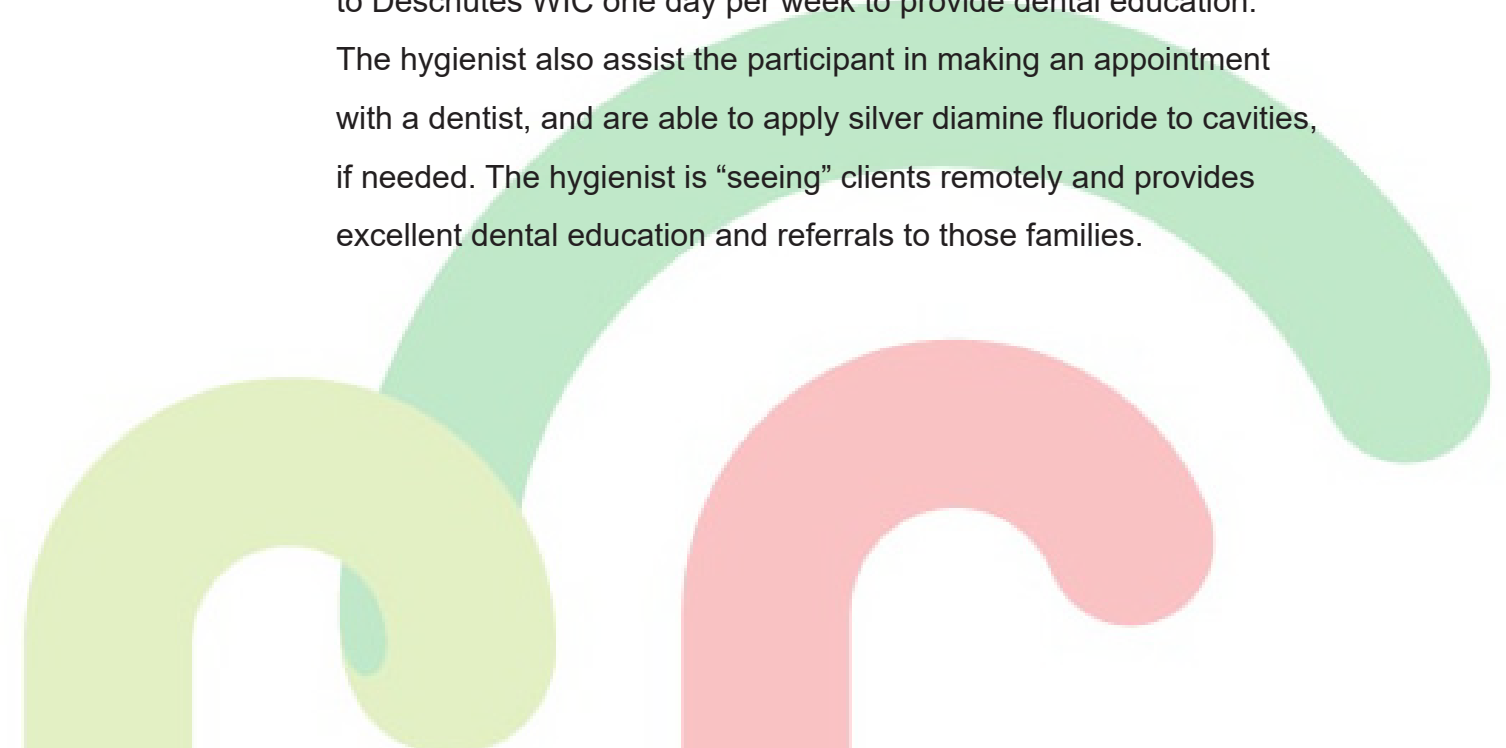 to Deschutes WIC one day per week to provide dental education.
The hygienist also assist the participant in making an appointment
with a dentist, and are able to apply silver diamine fluoride to cavities,
if needed. The hygienist is “seeing” clients remotely and provides
excellent dental education and referrals to those families.